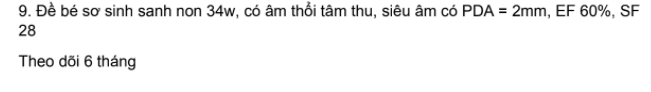 9. Đề bé sơ sinh sanh non 34w, có âm thổi tâm thu, siêu âm có PDA = 2mm, EF 60%, SF
28
Theo dõi 6 tháng